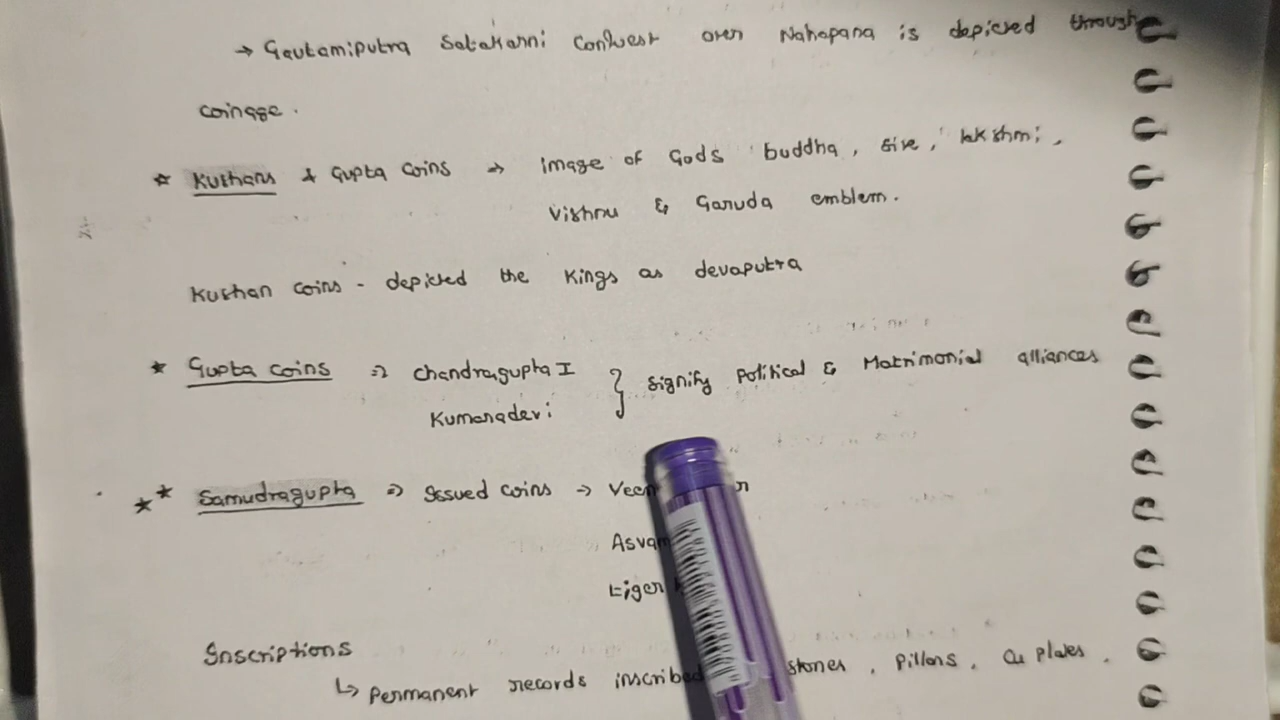 → Gautamiputra Satakarni Conquest over Nahapana is depicted through
coinage.
☆ Kushans & Gupta Coins → image of Gods buddha, Siva, lakshmi,
Vishnu & Garuda emblem.
Kushan coins - depicted the Kings as devaputra
★ Gupta coins ⇒ Chandragupta I } Signify Political & Matrimonial alliances
Kumaradevi
★★ Samudragupta ⇒ Issued coins →
Tiger
Inscriptions
↳ Permanent records inscribed stones, Pillars, Cu plates.